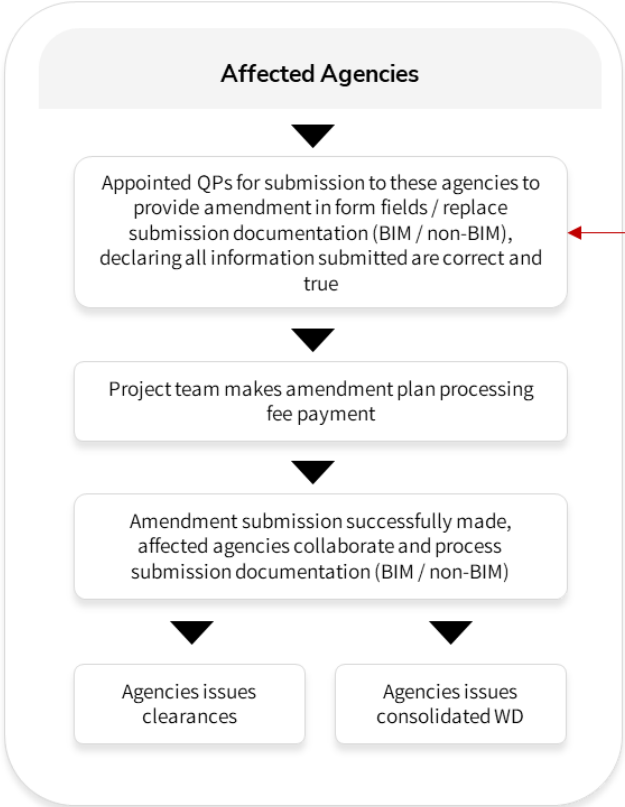 Affected Agencies
Appointed QPs for submission to these agencies to
provide amendment in form fields / replace
submission documentation (BIM / non-BIM),
declaring all information submitted are correct and
true
Project team makes amendment plan processing
fee payment
Amendment submission successfully made,
affected agencies collaborate and process
submission documentation (BIM / non-BIM)
Agencies issues
clearances
Agencies issues
consolidated WD